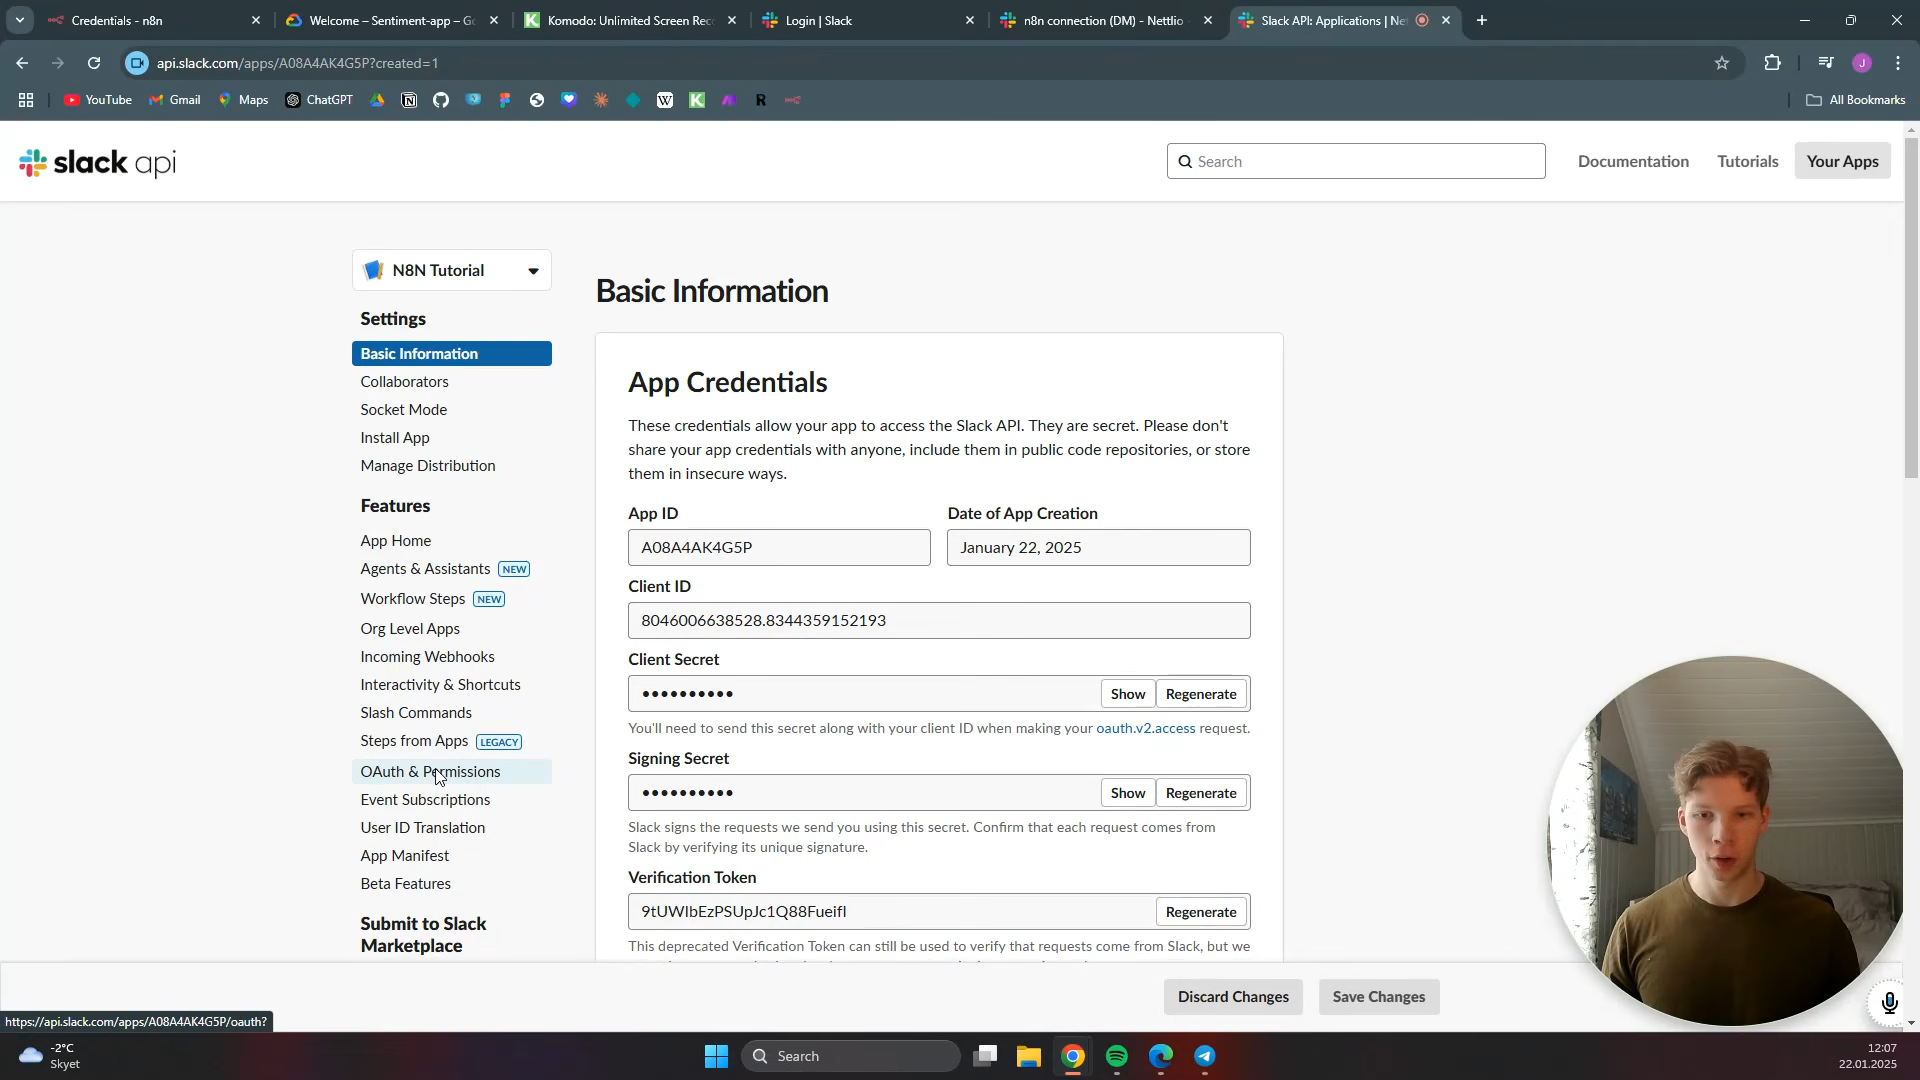 Credentials - n8n
Welcome – Sentiment-app – Go
Komodo: Unlimited Screen Rec
Login | Slack
n8n connection (DM) - Nettlio
Slack API: Applications | Ne
api.slack.com/apps/A08A4AK4G5P?created=1
J
YouTube
Gmail
Maps
ChatGPT
All Bookmarks
slack api
Search
Documentation
Tutorials
Your Apps
N8N Tutorial
Settings
Basic Information
Collaborators
Socket Mode
Install App
Manage Distribution
Features
App Home
Agents & Assistants NEW
Workflow Steps NEW
Org Level Apps
Incoming Webhooks
Interactivity & Shortcuts
Slash Commands
Steps from Apps LEGACY
OAuth & Permissions
Event Subscriptions
User ID Translation
App Manifest
Beta Features
Submit to Slack
Marketplace
Basic Information
App Credentials
These credentials allow your app to access the Slack API. They are secret. Please don't
share your app credentials with anyone, include them in public code repositories, or store
them in insecure ways.
App ID
Date of App Creation
A08A4AK4G5P
January 22, 2025
Client ID
8046006638528.8344359152193
Client Secret
••••••••••
Show
Regenerate
You'll need to send this secret along with your client ID when making your oauth.v2.access request.
Signing Secret
••••••••••
Show
Regenerate
Slack signs the requests we send you using this secret. Confirm that each request comes from
Slack by verifying its unique signature.
Verification Token
9tUWIbEzPSUpJc1Q88FueifI
Regenerate
This deprecated Verification Token can still be used to verify that requests come from Slack, but we
Discard Changes
Save Changes
https://api.slack.com/apps/A08A4AK4G5P/oauth?
-2°C
Skyet
Search
12:07
22.01.2025